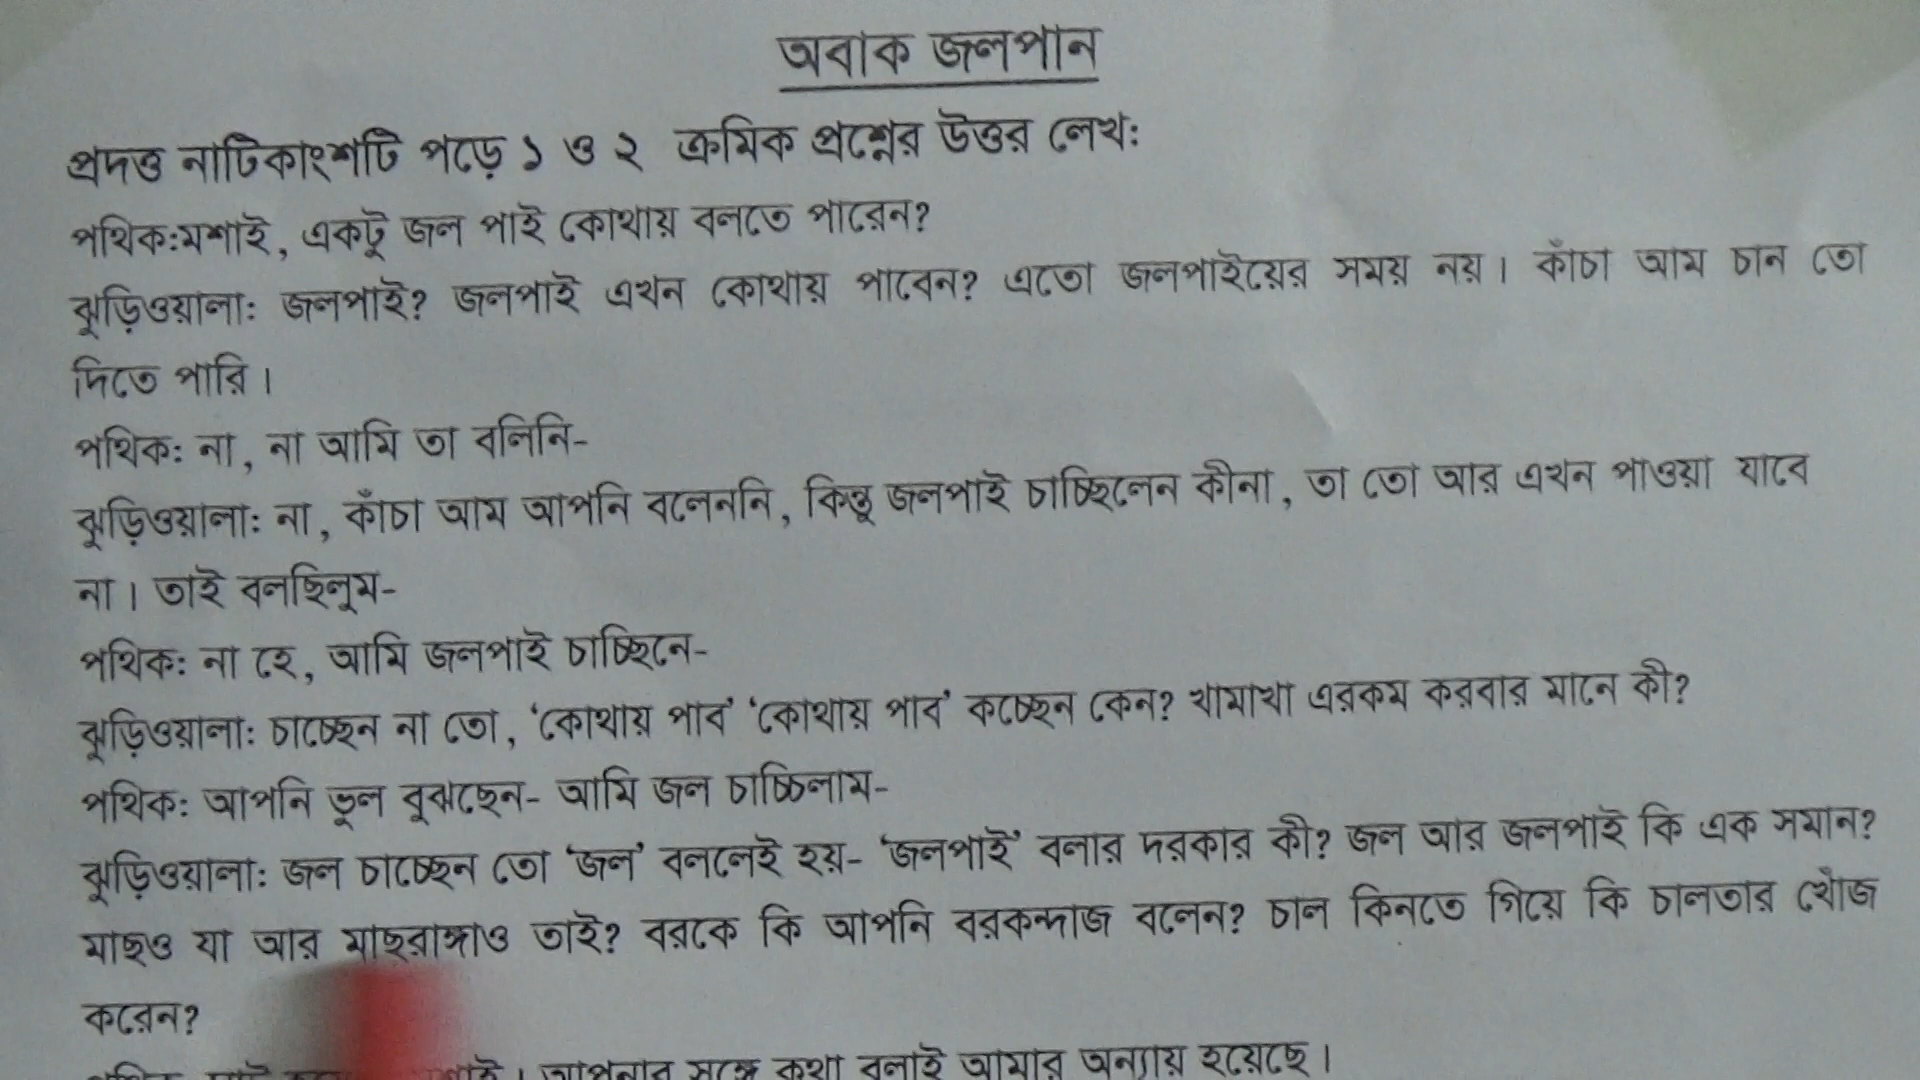 অবাক জলপান
প্রদত্ত নাটিকাংশটি পড়ে ১ ও ২ ক্রমিক প্রশ্নের উত্তর লেখ:
পথিক:মশাই, একটু জল পাই কোথায় বলতে পারেন?
ঝুড়িওয়ালা: জলপাই? জলপাই এখন কোথায় পাবেন? এতো জলপাইয়ের সময় নয়। কাঁচা আম চান তো
দিতে পারি।
পথিক: না, না আমি তা বলিনি-
ঝুড়িওয়ালা: না, কাঁচা আম আপনি বলেননি, কিন্তু জলপাই চাচ্ছিলেন কীনা, তা তো আর এখন পাওয়া যাবে
না। তাই বলছিলুম-
পথিক: না হে, আমি জলপাই চাচ্ছিনে-
ঝুড়িওয়ালা: চাচ্ছেন না তো, ‘কোথায় পাব’ ‘কোথায় পাব’ কচ্ছেন কেন? খামাখা এরকম করবার মানে কী?
পথিক: আপনি ভুল বুঝছেন- আমি জল চাচ্চিলাম-
ঝুড়িওয়ালা: জল চাচ্ছেন তো ‘জল’ বললেই হয়- ‘জলপাই’ বলার দরকার কী? জল আর জলপাই কি এক সমান?
মাছও যা আর মাছরাঙ্গাও তাই? বরকে কি আপনি বরকন্দাজ বলেন? চাল কিনতে গিয়ে কি চালতার খোঁজ
করেন?
আপনার সঙ্গে কথা বলাই আমার অন্যায় হয়েছে।